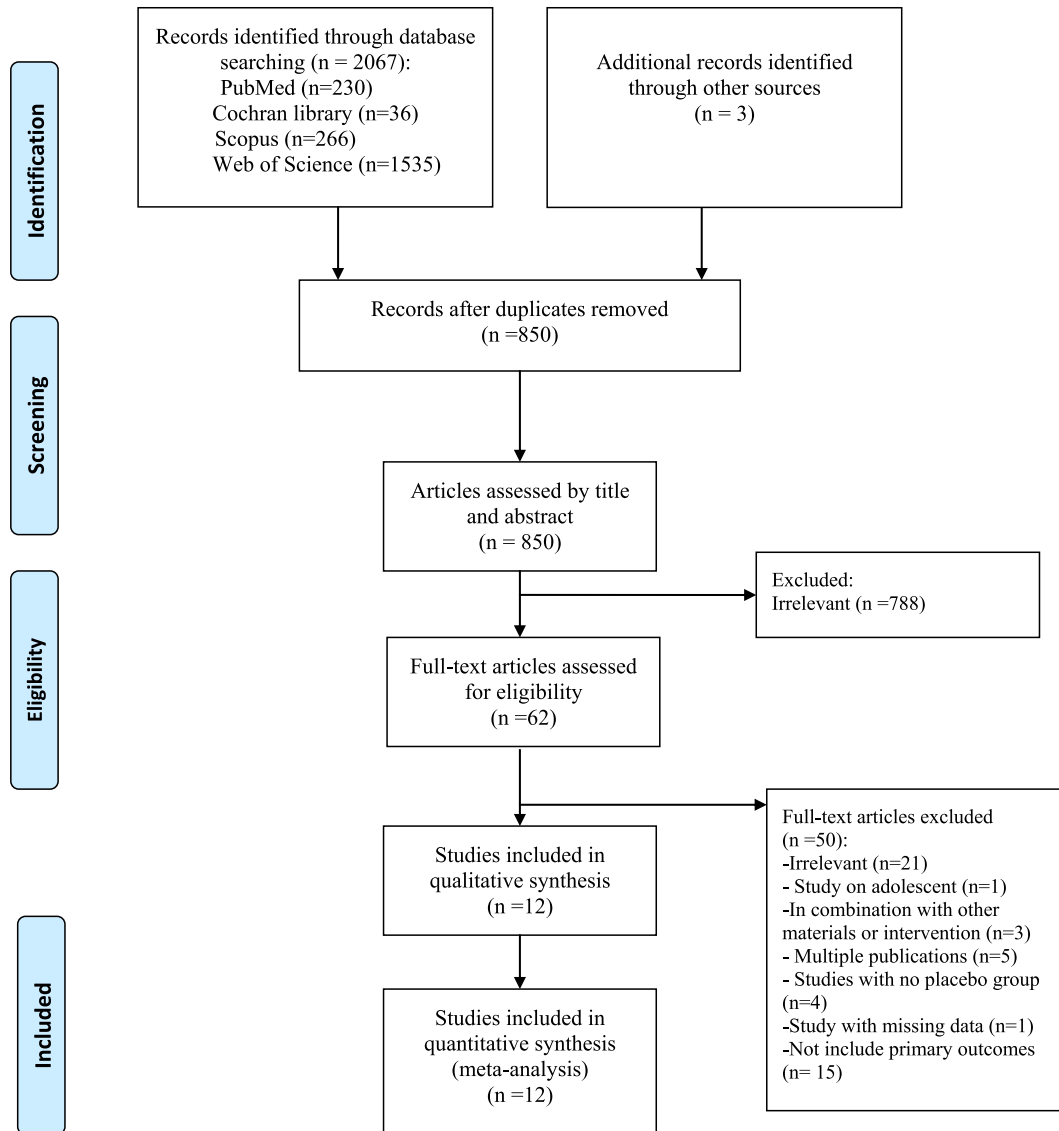 Records identified through database
searching (n = 2067):
PubMed (n=230)
Cochran library (n=36)
Scopus (n=266)
Web of Science (n=1535)
Additional records identified
through other sources
(n = 3)
Identification
Records after duplicates removed
(n =850)
Screening
Articles assessed by title
and abstract
(n = 850)
Excluded:
Irrelevant (n =788)
Eligibility
Full-text articles assessed
for eligibility
(n =62)
Full-text articles excluded
(n =50):
-Irrelevant (n=21)
- Study on adolescent (n=1)
-In combination with other
materials or intervention (n=3)
- Multiple publications (n=5)
- Studies with no placebo group
(n=4)
-Study with missing data (n=1)
-Not include primary outcomes
(n= 15)
Studies included in
qualitative synthesis
(n =12)
Included
Studies included in
quantitative synthesis
(meta-analysis)
(n =12)